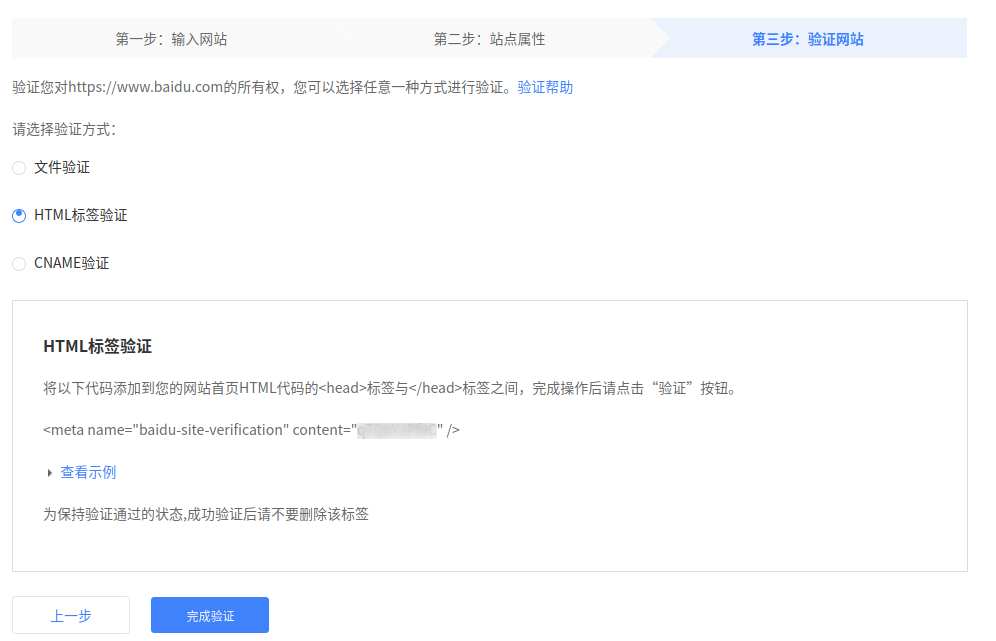 第一步：输入网站 第二步：站点属性 第三步：验证网站
验证您对https://www.baidu.com的所有权，您可以选择任意一种方式进行验证。验证帮助
请选择验证方式：
文件验证
HTML标签验证
CNAME验证
HTML标签验证
将以下代码添加到您的网站首页HTML代码的<head>标签与</head>标签之间，完成操作后请点击“验证”按钮。
<meta name="baidu-site-verification" content="" />
查看示例
为保持验证通过的状态,成功验证后请不要删除该标签
上一步 完成验证